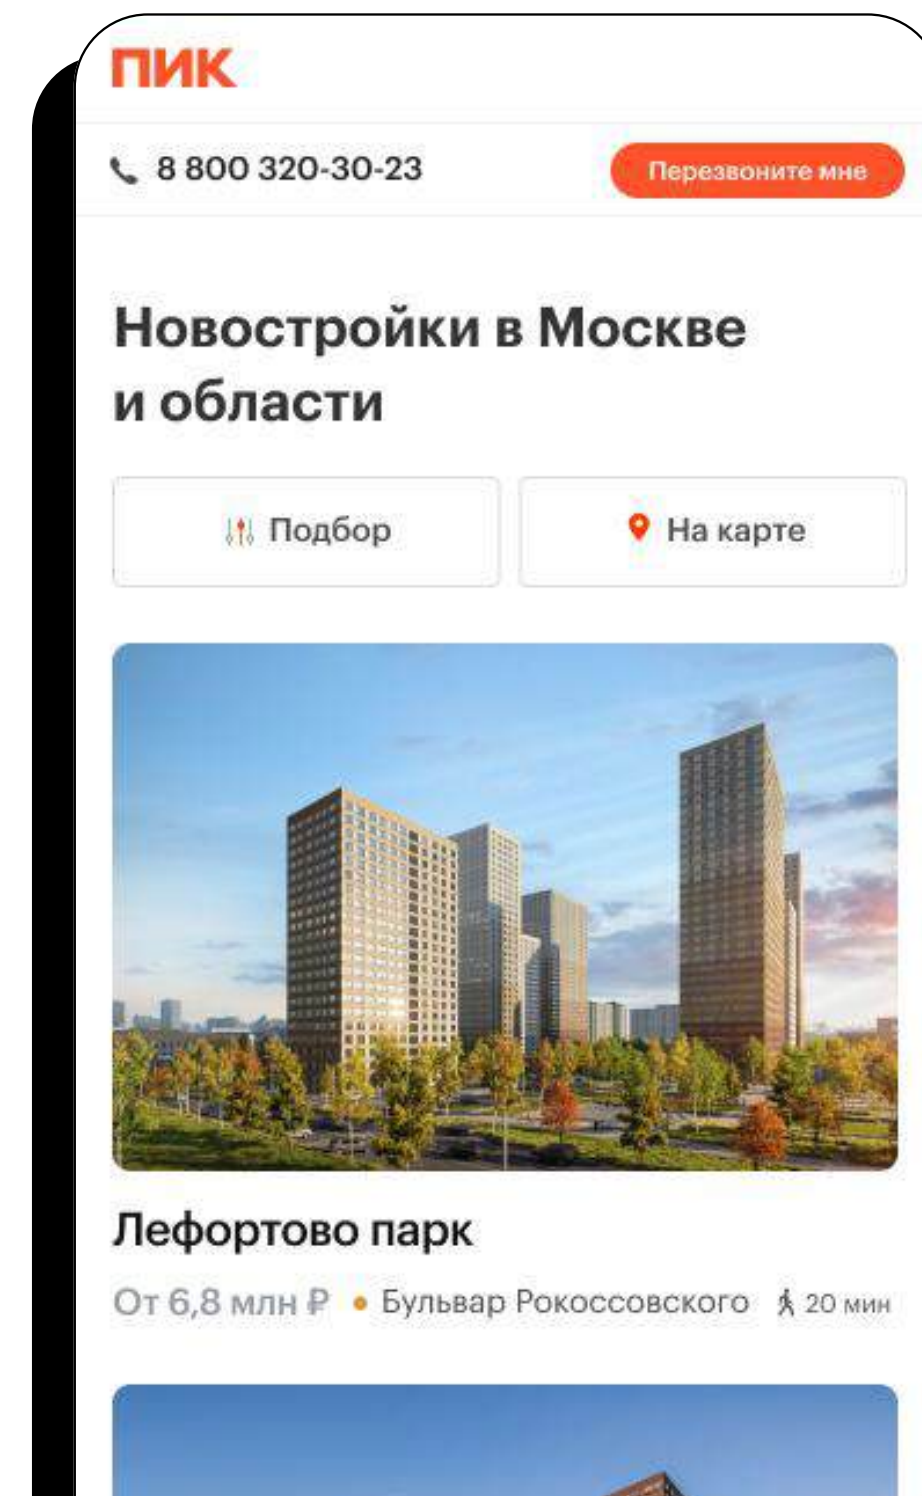 ПИК
8 800 320-30-23
Перезвоните мне
Новостройки в Москве
и области
Подбор
На карте
Лефортово парк
От 6,8 млн ₽ • Бульвар Рокоссовского 20 мин